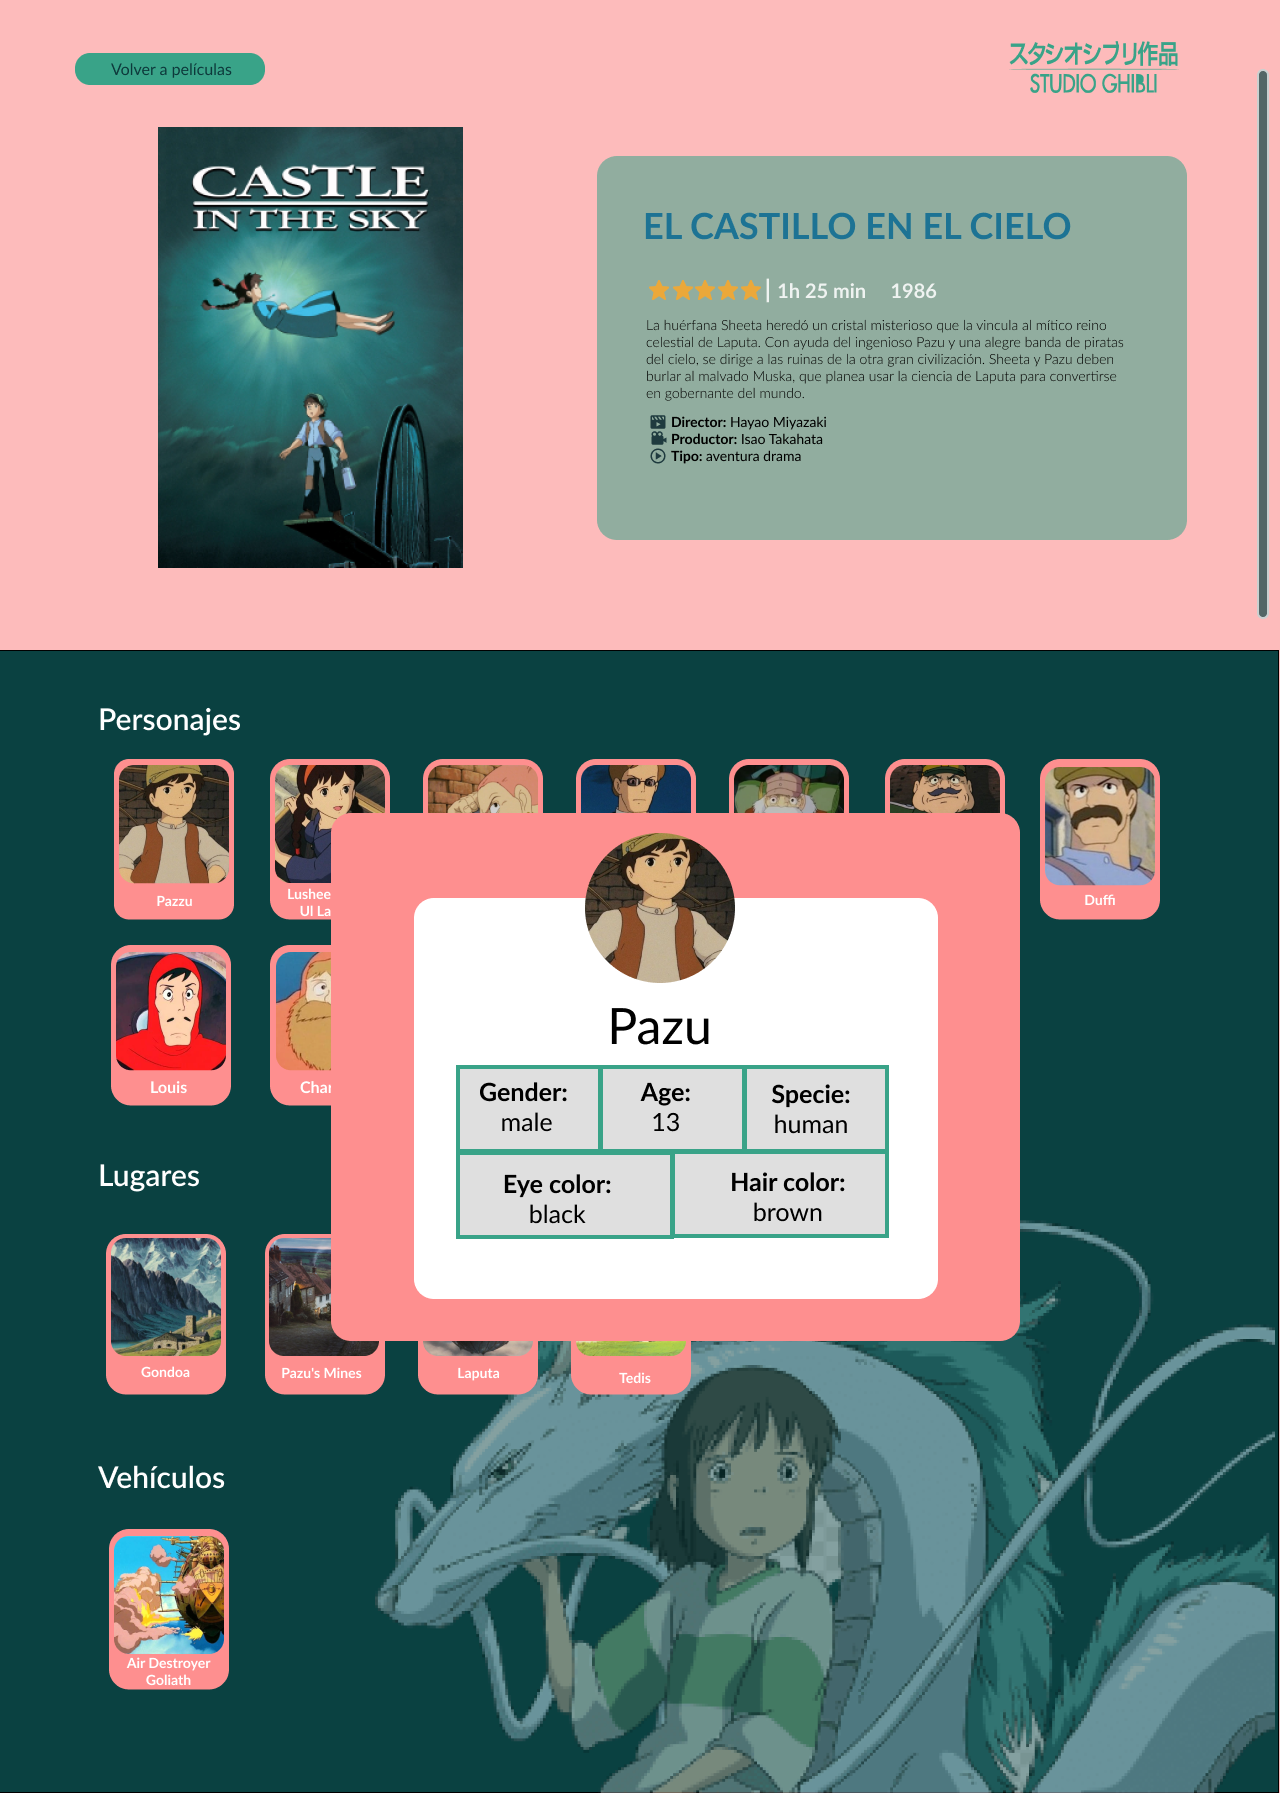 Volver a películas
スタジオジブリ作品
STUDIO GHIBLI
CASTLE
IN THE SKY
EL CASTILLO EN EL CIELO
1h 25 min 1986
La huérfana Sheeta heredó un cristal misterioso que la vincula al mítico reino
celestial de Laputa. Con ayuda del ingenioso Pazu y una alegre banda de piratas
del cielo, se dirige a las ruinas de la otra gran civilización. Sheeta y Pazu deben
burlar al malvado Muska, que planea usar la ciencia de Laputa para convertirse
en gobernante del mundo.
Director: Hayao Miyazaki
Productor: Isao Takahata
Tipo: aventura drama
Personajes
Pazzu
Lushee
Ul La
Duffi
Louis
Char
Pazu
Gender:
male
Age:
13
Specie:
human
Eye color:
black
Hair color:
brown
Lugares
Gondoa
Pazu's Mines
Laputa
Tedis
Vehículos
Air Destroyer
Goliath